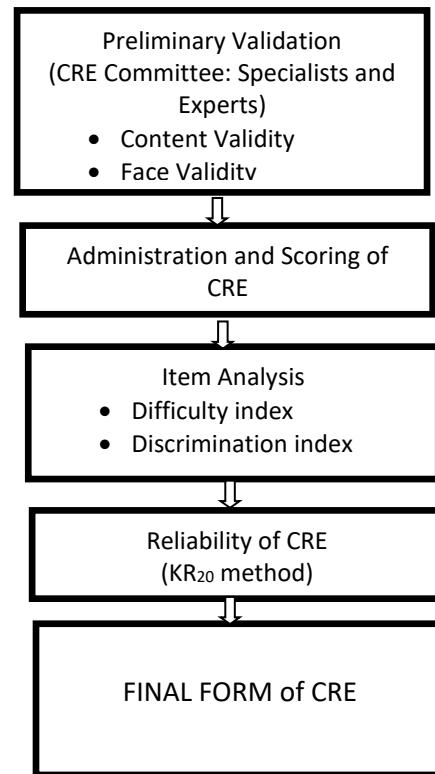 Preliminary Validation
(CRE Committee: Specialists and
Experts)
• Content Validity
• Face Validity
Administration and Scoring of
CRE
Item Analysis
• Difficulty index
• Discrimination index
Reliability of CRE
(KR₂₀ method)
FINAL FORM of CRE